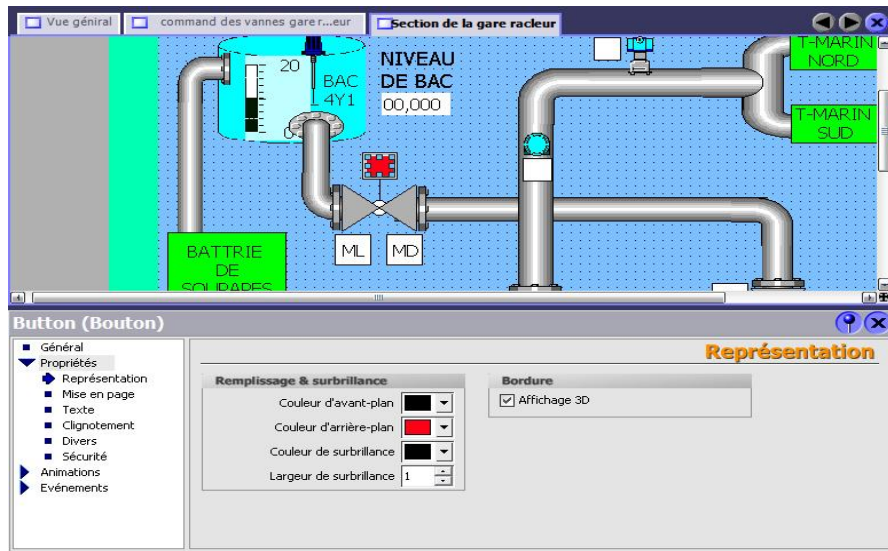 Vue géniral
command des vannes gare r...eur
Section de la gare racleur
T-MARIN
NORD
NIVEAU
DE BAC
00,000
20
BAC
4Y1
0
T-MARIN
SUD
ML
MD
BATTRIE
DE
SOUPAPES
Button (Bouton)
Général
Propriétés
Représentation
Mise en page
Texte
Clignotement
Divers
Sécurité
Animations
Evénements
Représentation
Remplissage & surbrillance
Couleur d'avant-plan
Couleur d'arrière-plan
Couleur de surbrillance
Largeur de surbrillance 1
Bordure
Affichage 3D